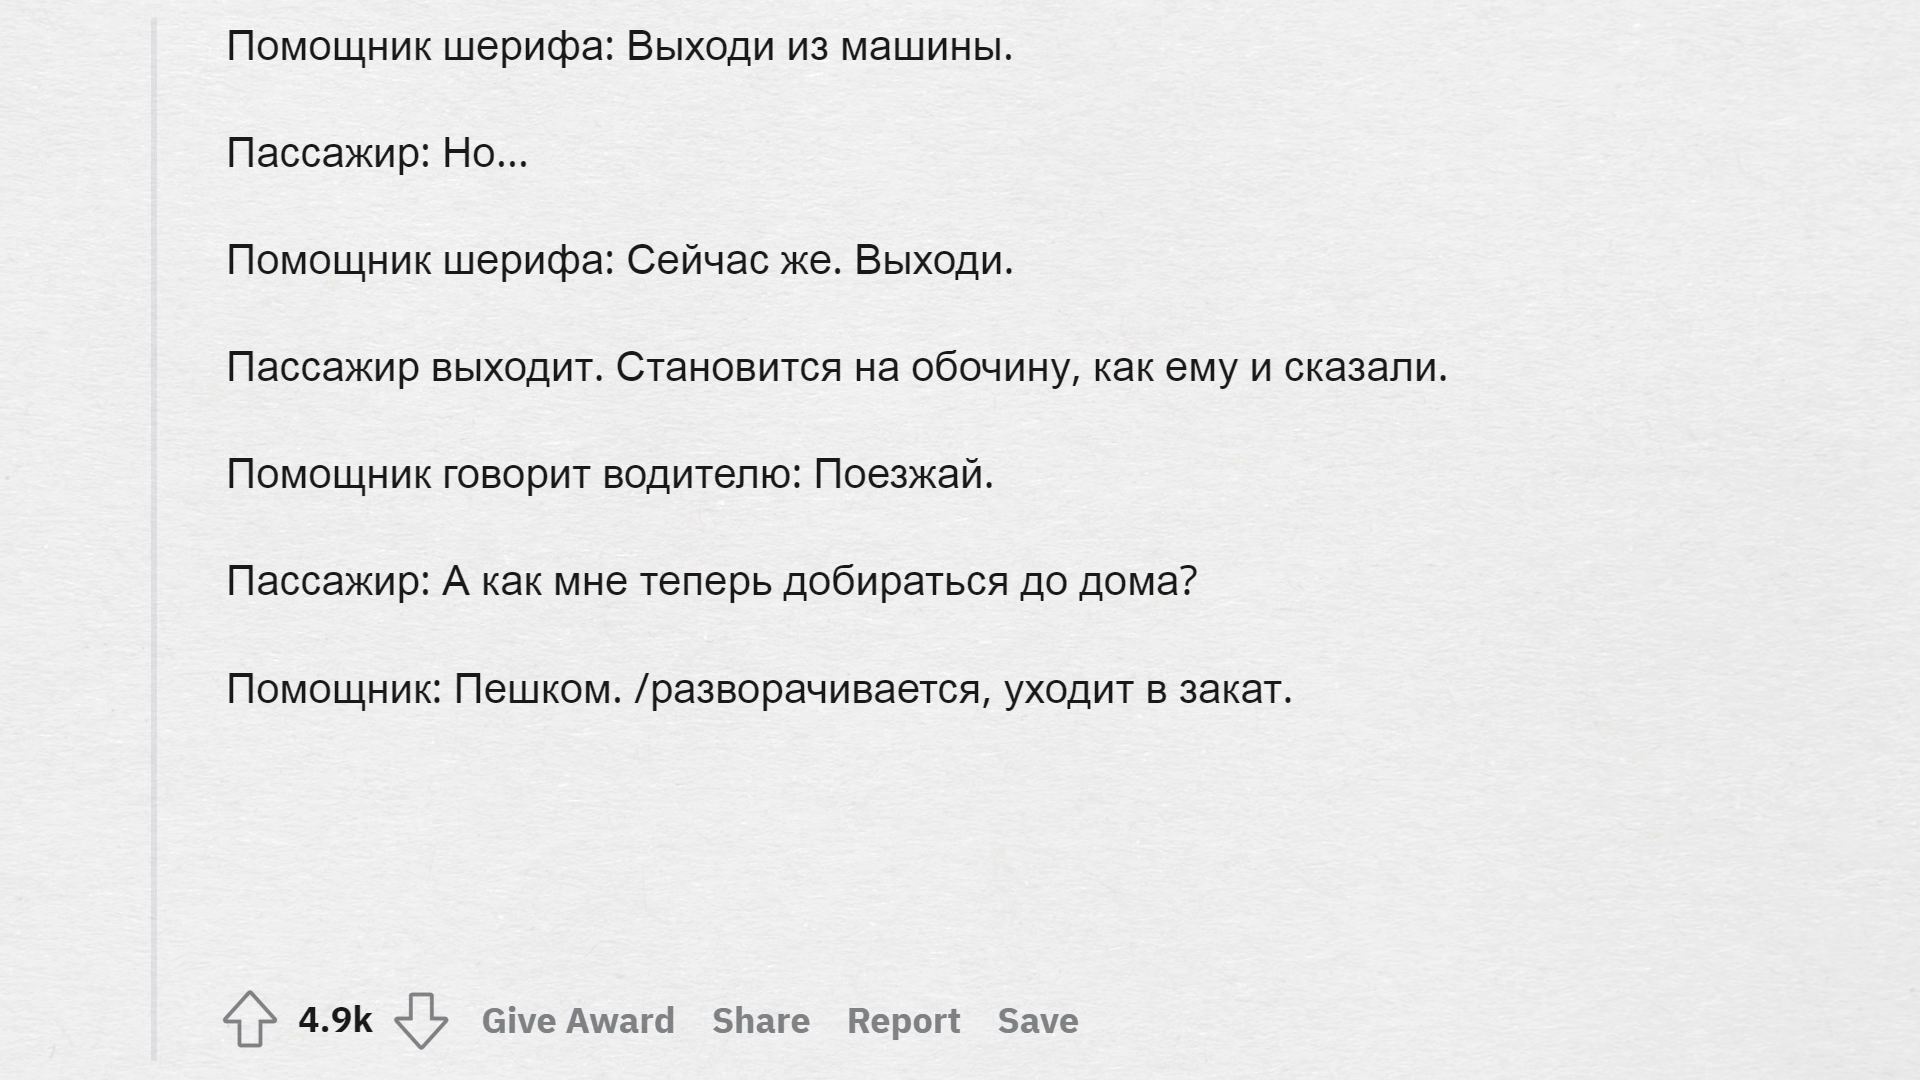 Помощник шерифа: Выходи из машины.
Пассажир: Но...
Помощник шерифа: Сейчас же. Выходи.
Пассажир выходит. Становится на обочину, как ему и сказали.
Помощник говорит водителю: Поезжай.
Пассажир: А как мне теперь добираться до дома?
Помощник: Пешком. /разворачивается, уходит в закат.
4.9k Give Award Share Report Save